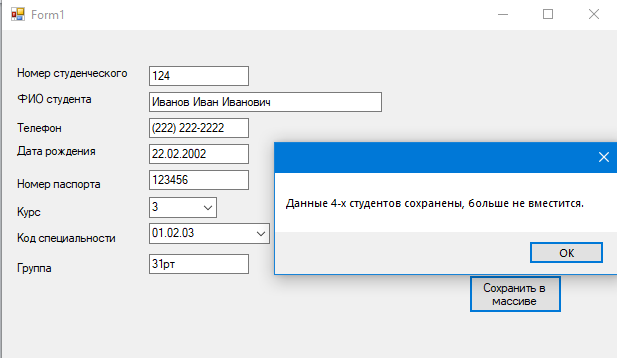 Form1
Номер студенческого
124
ФИО студента
Иванов Иван Иванович
Телефон
(222) 222-2222
Дата рождения
22.02.2002
Номер паспорта
123456
Курс
3
Код специальности
01.02.03
Группа
31рт
Данные 4-х студентов сохранены, больше не вместится.
OK
Сохранить в
массиве